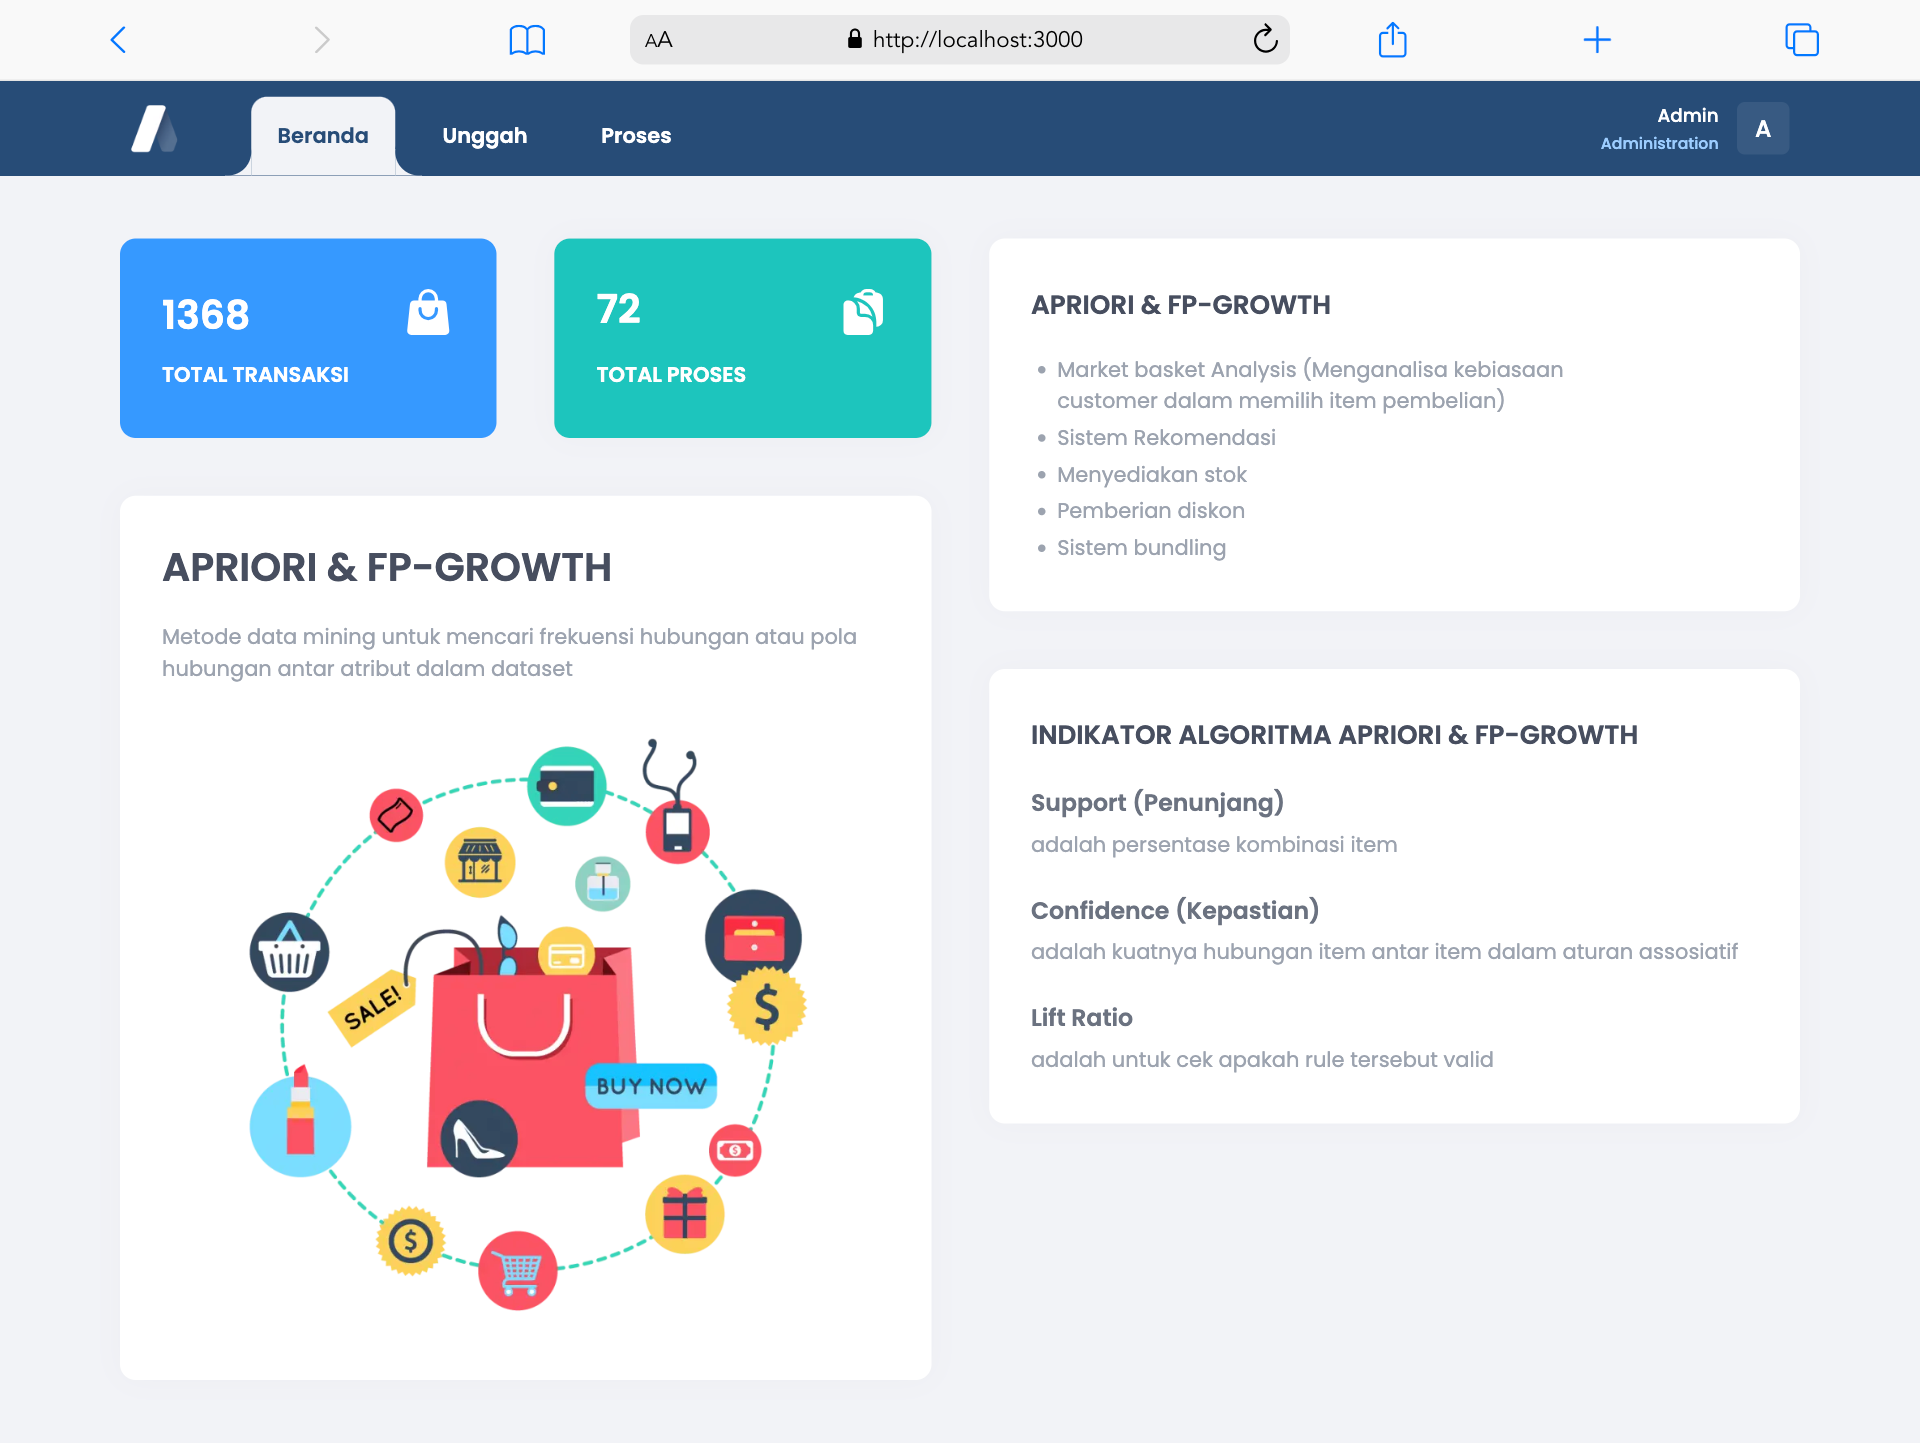 AA
http://localhost:3000
Beranda
Unggah
Proses
Admin
Administration
A
1368
TOTAL TRANSAKSI
72
TOTAL PROSES
APRIORI & FP-GROWTH
Metode data mining untuk mencari frekuensi hubungan atau pola
hubungan antar atribut dalam dataset
SALE!
$
BUY NOW
$
$
APRIORI & FP-GROWTH
• Market basket Analysis (Menganalisa kebiasaan
customer dalam memilih item pembelian)
• Sistem Rekomendasi
• Menyediakan stok
• Pemberian diskon
• Sistem bundling
INDIKATOR ALGORITMA APRIORI & FP-GROWTH
Support (Penunjang)
adalah persentase kombinasi item
Confidence (Kepastian)
adalah kuatnya hubungan item antar item dalam aturan assosiatif
Lift Ratio
adalah untuk cek apakah rule tersebut valid